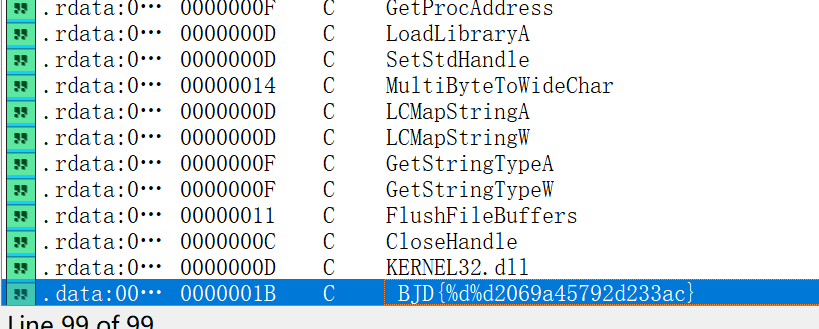 .rdata:0… 0000000F C GetProcAddress
.rdata:0… 0000000D C LoadLibraryA
.rdata:0… 0000000D C SetStdHandle
.rdata:0… 00000014 C MultiByteToWideChar
.rdata:0… 0000000D C LCMapStringA
.rdata:0… 0000000D C LCMapStringW
.rdata:0… 0000000F C GetStringTypeA
.rdata:0… 0000000F C GetStringTypeW
.rdata:0… 00000011 C FlushFileBuffers
.rdata:0… 0000000C C CloseHandle
.rdata:0… 0000000D C KERNEL32.dll
.data:00… 0000001B C BJD{%d%d2069a45792d233ac}
Line 99 of 99